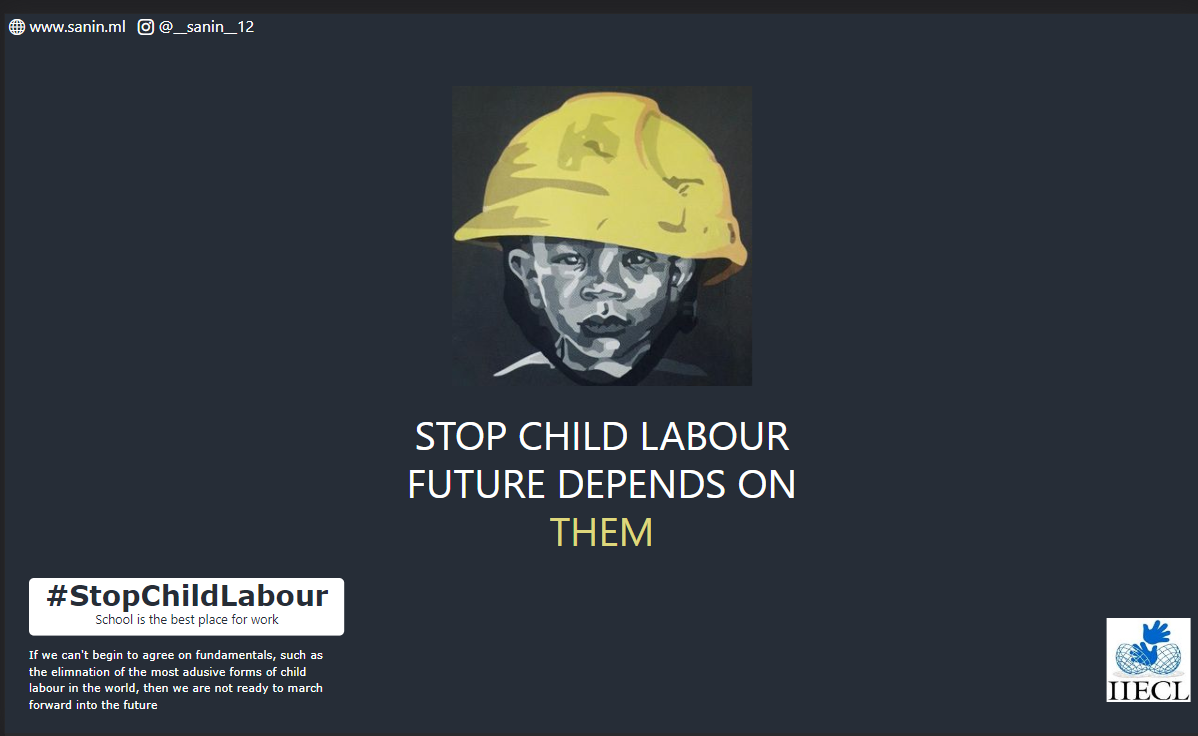 www.sanin.ml @__sanin__12
STOP CHILD LABOUR
FUTURE DEPENDS ON
THEM
#StopChildLabour
School is the best place for work
If we can't begin to agree on fundamentals, such as
the elimnation of the most adusive forms of child
labour in the world, then we are not ready to march
forward into the future
IIECL